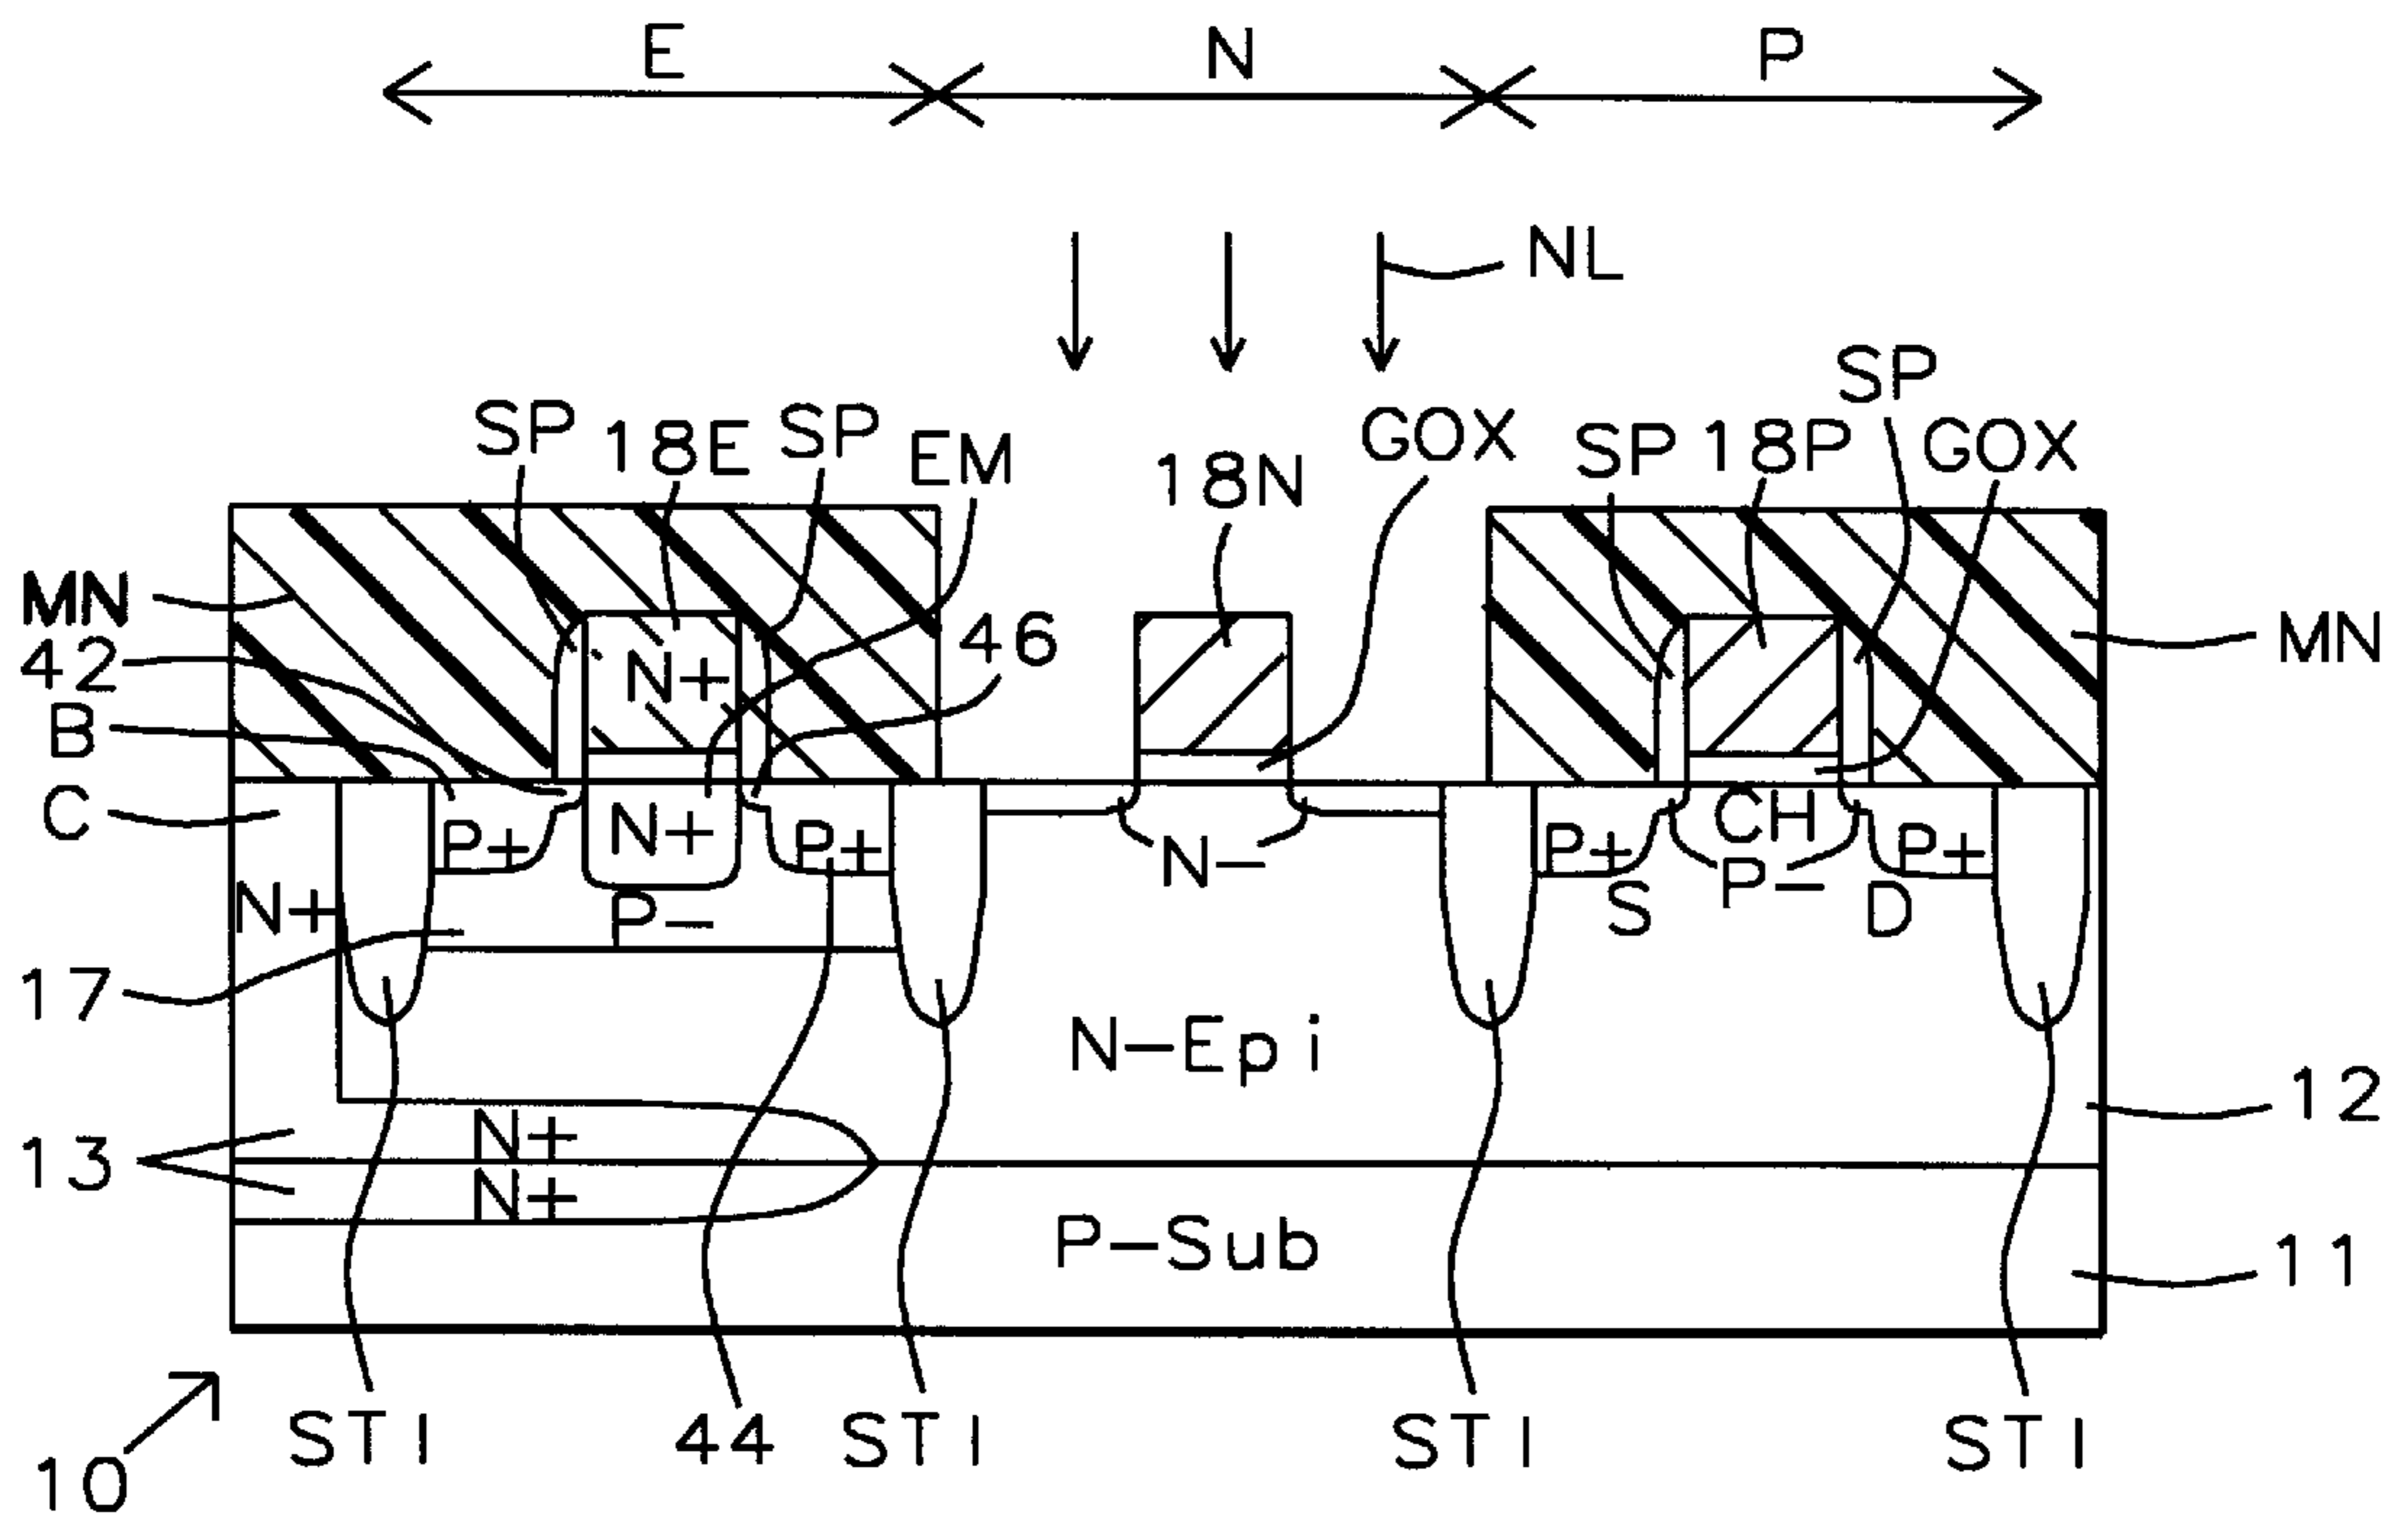 E N P
NL
SP
SP 18E SP EM 18N GOX SP 18P GOX
MN
42
B
C
N+
46
MN
P+ N+ P+ N- P+ CH P+
N+ P- S P- D
17
N-Epi
12
13
N+
N+
P-Sub
11
10
STI 44 STI STI STI